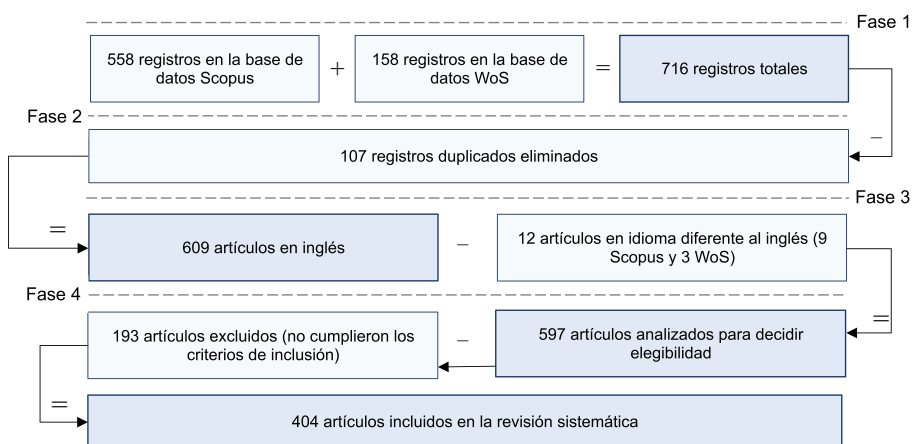 Fase 1
558 registros en la base de
datos Scopus
+
158 registros en la base de
datos WoS
=
716 registros totales
Fase 2
−
107 registros duplicados eliminados
Fase 3
=
609 artículos en inglés
−
12 artículos en idioma diferente al inglés (9
Scopus y 3 WoS)
Fase 4
=
193 artículos excluidos (no cumplieron los
criterios de inclusión)
−
597 artículos analizados para decidir
elegibilidad
=
404 artículos incluidos en la revisión sistemática